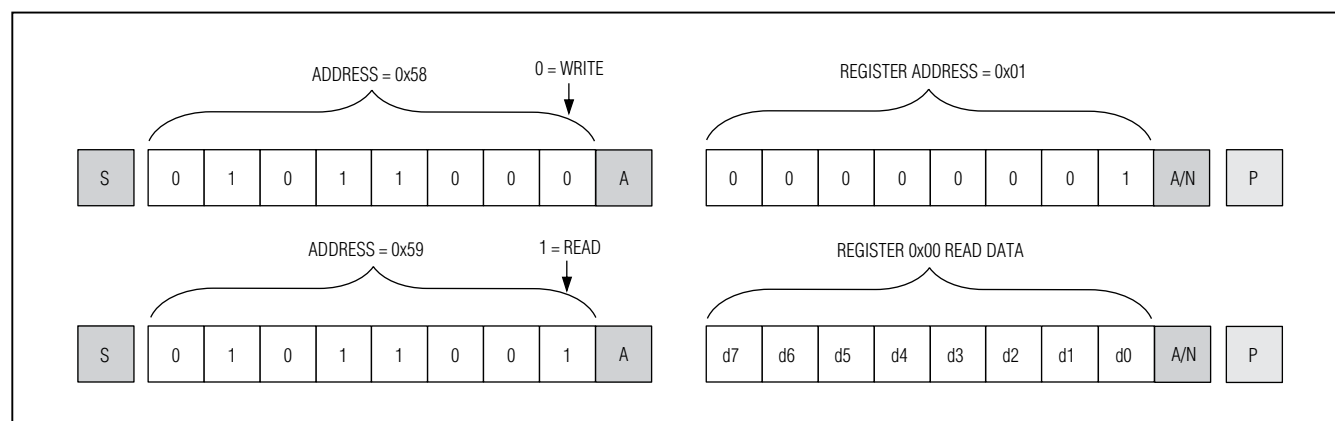 ADDRESS = 0x58 0 = WRITE REGISTER ADDRESS = 0x01
S 0 1 0 1 1 0 0 0 A 0 0 0 0 0 0 0 1 A/N P
ADDRESS = 0x59 1 = READ REGISTER 0x00 READ DATA
S 0 1 0 1 1 0 0 1 A d7 d6 d5 d4 d3 d2 d1 d0 A/N P